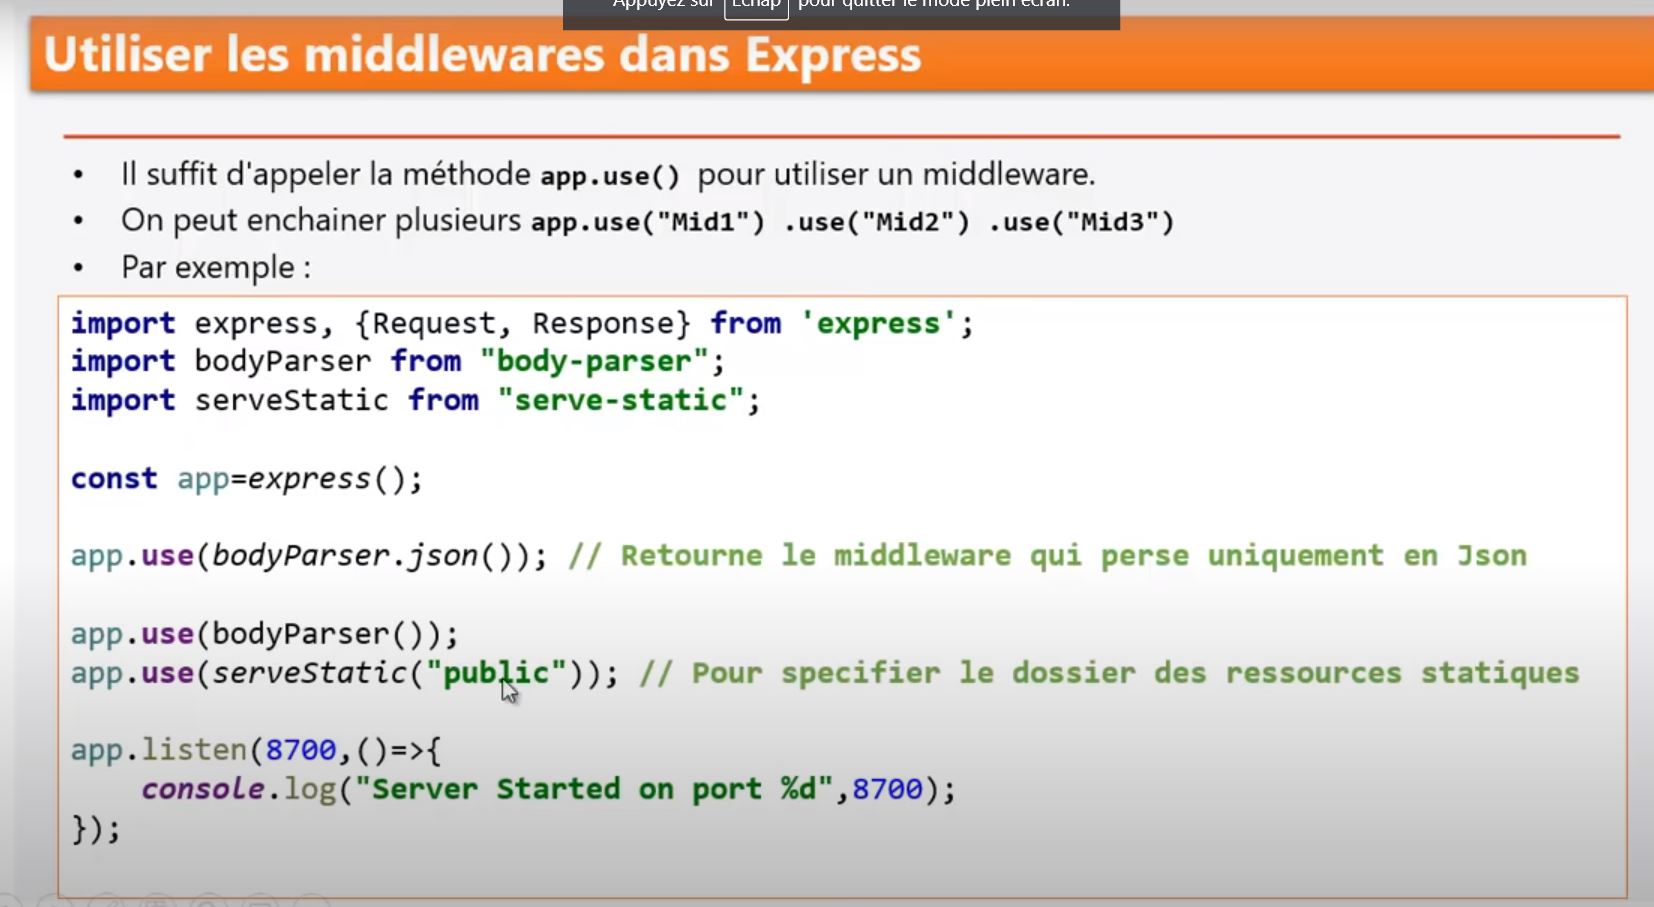 Appuyez sur Echap pour quitter le mode plein écran.
Utiliser les middlewares dans Express
• Il suffit d'appeler la méthode app.use() pour utiliser un middleware.
• On peut enchainer plusieurs app.use("Mid1") .use("Mid2") .use("Mid3")
• Par exemple :
import express, {Request, Response} from 'express';
import bodyParser from "body-parser";
import serveStatic from "serve-static";
const app=express();
app.use(bodyParser.json()); // Retourne le middleware qui perse uniquement en Json
app.use(bodyParser());
app.use(serveStatic("public")); // Pour specifier le dossier des ressources statiques
app.listen(8700,()=>{
    console.log("Server Started on port %d",8700);
});